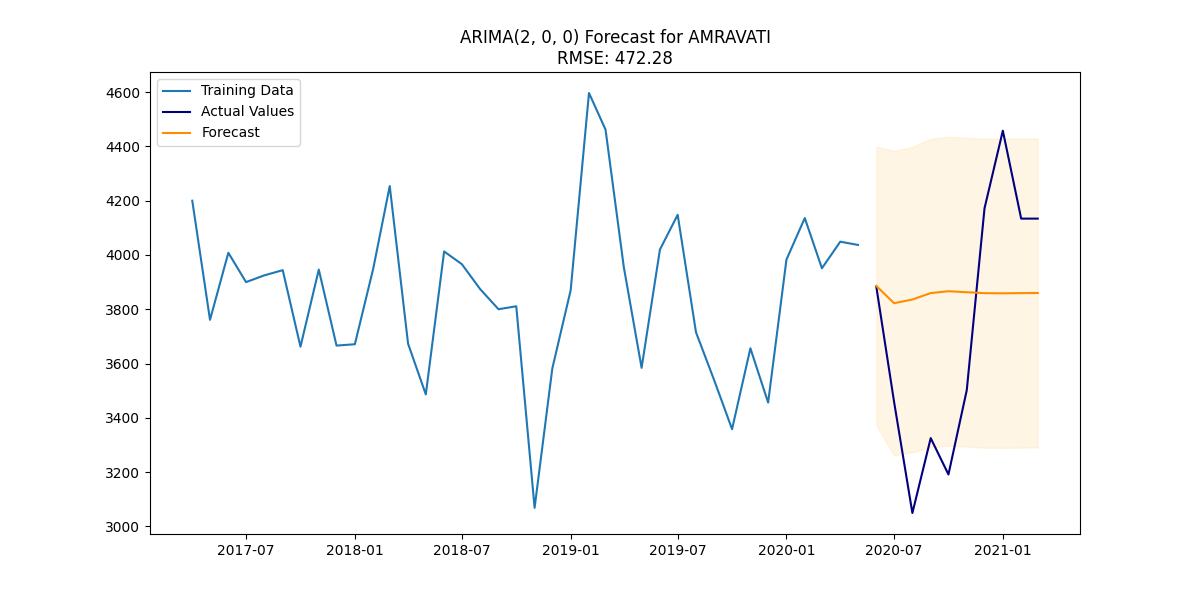 ARIMA(2, 0, 0) Forecast for AMRAVATI
RMSE: 472.28
Training Data
Actual Values
Forecast
4600
4400
4200
4000
3800
3600
3400
3200
3000
2017-07 2018-01 2018-07 2019-01 2019-07 2020-01 2020-07 2021-01